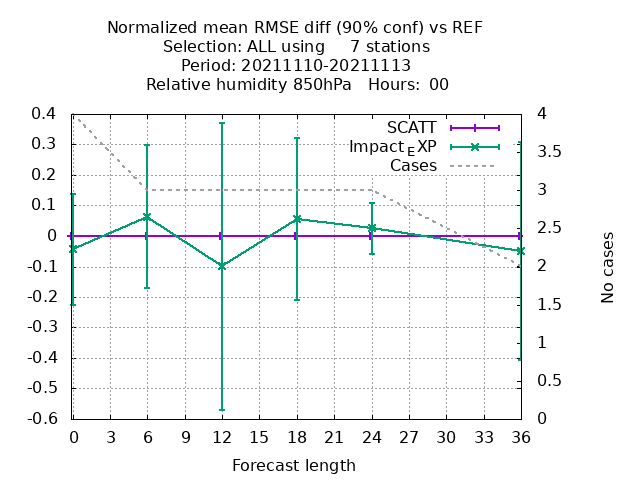 Normalized mean RMSE diff (90% conf) vs REF
Selection: ALL using     7 stations
Period: 20211110-20211113
Relative humidity 850hPa   Hours:  00
SCATT
Impact_EXP
Cases
0.4
0.3
0.2
0.1
0
-0.1
-0.2
-0.3
-0.4
-0.5
-0.6
4
3.5
3
2.5
2
1.5
1
0.5
0
No cases
0 3 6 9 12 15 18 21 24 27 30 33 36
Forecast length